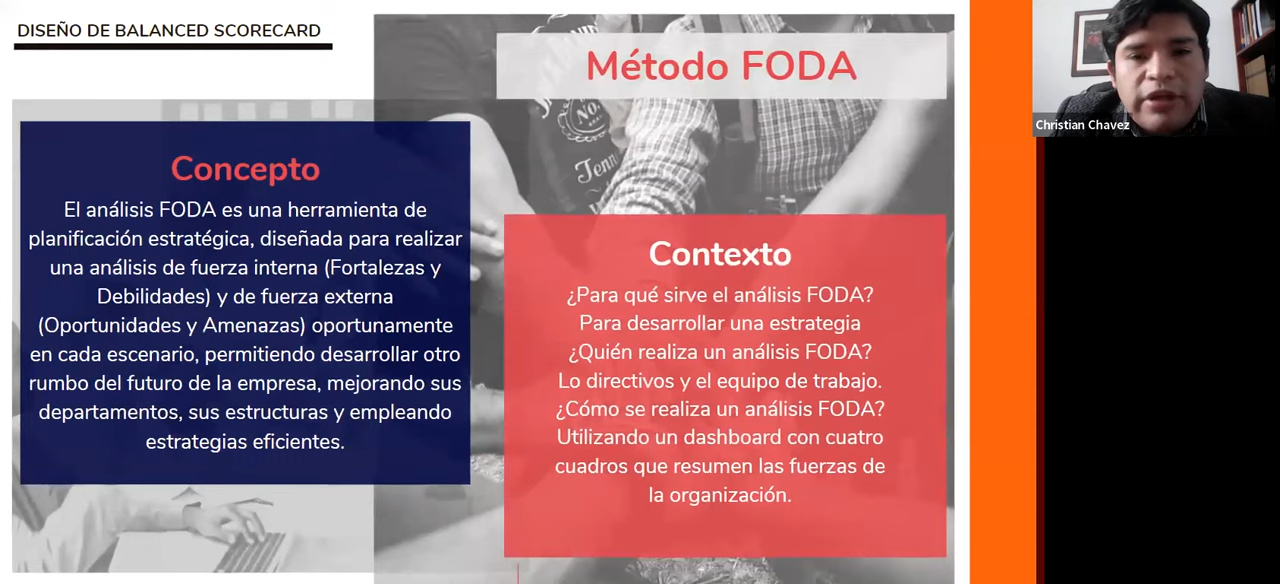 DISEÑO DE BALANCED SCORECARD
Método FODA
Concepto
El análisis FODA es una herramienta de
planificación estratégica, diseñada para realizar
una análisis de fuerza interna (Fortalezas y
Debilidades) y de fuerza externa
(Oportunidades y Amenazas) oportunamente
en cada escenario, permitiendo desarrollar otro
rumbo del futuro de la empresa, mejorando sus
departamentos, sus estructuras y empleando
estrategias eficientes.
Contexto
¿Para qué sirve el análisis FODA?
Para desarrollar una estrategia
¿Quién realiza un análisis FODA?
Lo directivos y el equipo de trabajo.
¿Cómo se realiza un análisis FODA?
Utilizando un dashboard con cuatro
cuadros que resumen las fuerzas de
la organización.
Christian Chavez